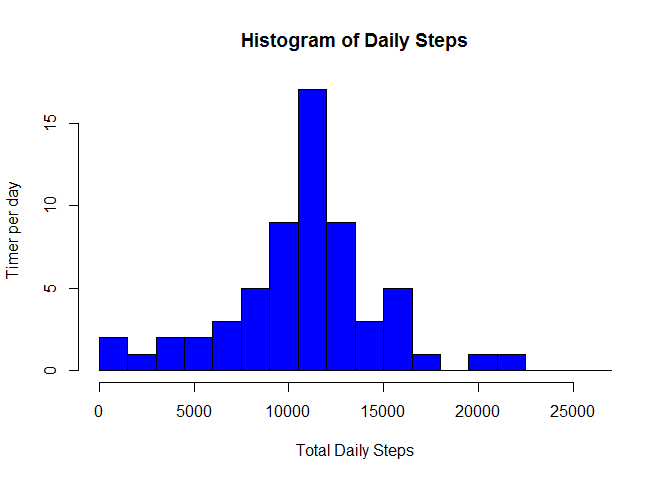 Histogram of Daily Steps
Timer per day
15
10
5
0
0 5000 10000 15000 20000 25000
Total Daily Steps